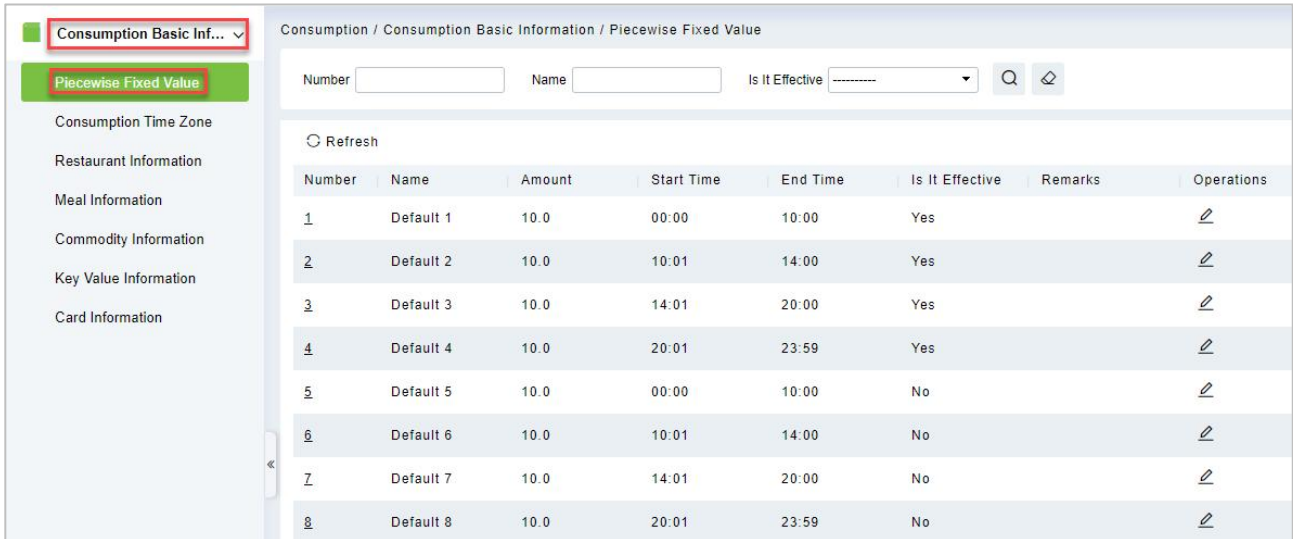 Consumption Basic Inf...
Piecewise Fixed Value
Consumption Time Zone
Restaurant Information
Meal Information
Commodity Information
Key Value Information
Card Information
Consumption / Consumption Basic Information / Piecewise Fixed Value
Number Name Is It Effective ----------
Refresh
Number Name Amount Start Time End Time Is It Effective Remarks Operations
1 Default 1 10.0 00:00 10:00 Yes
2 Default 2 10.0 10:01 14:00 Yes
3 Default 3 10.0 14:01 20:00 Yes
4 Default 4 10.0 20:01 23:59 Yes
5 Default 5 10.0 00:00 10:00 No
6 Default 6 10.0 10:01 14:00 No
7 Default 7 10.0 14:01 20:00 No
8 Default 8 10.0 20:01 23:59 No